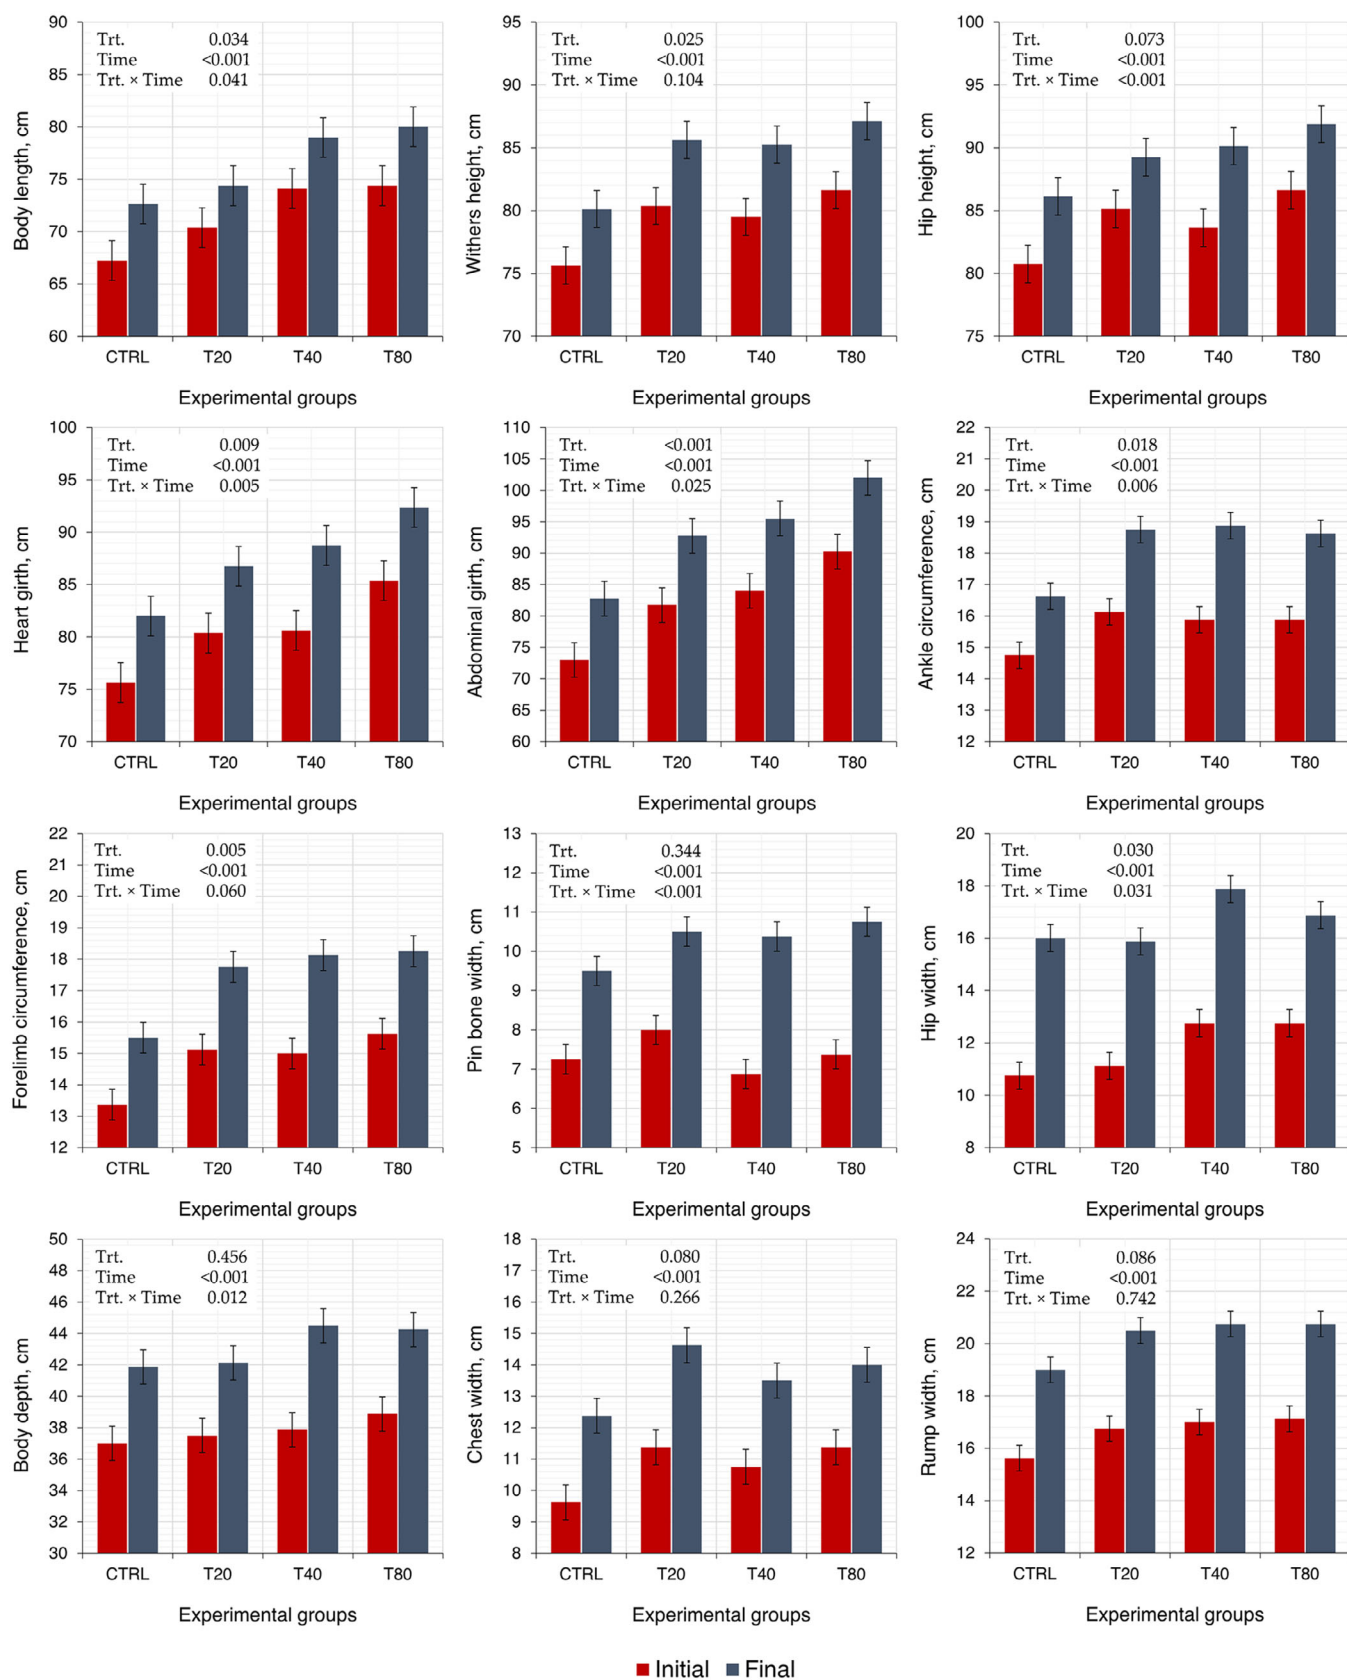 Body length, cm
90
85
80
75
70
65
60
Trt. 0.034
Time <0.001
Trt. × Time 0.041
CTRL T20 T40 T80
Experimental groups
Withers height, cm
95
90
85
80
75
70
Trt. 0.025
Time <0.001
Trt. × Time 0.104
CTRL T20 T40 T80
Experimental groups
Hip height, cm
100
95
90
85
80
75
Trt. 0.073
Time <0.001
Trt. × Time <0.001
CTRL T20 T40 T80
Experimental groups
Heart girth, cm
100
95
90
85
80
75
70
Trt. 0.009
Time <0.001
Trt. × Time 0.005
CTRL T20 T40 T80
Experimental groups
Abdominal girth, cm
110
105
100
95
90
85
80
75
70
65
60
Trt. <0.001
Time <0.001
Trt. × Time 0.025
CTRL T20 T40 T80
Experimental groups
Ankle circumference, cm
22
21
20
19
18
17
16
15
14
13
12
Trt. 0.018
Time <0.001
Trt. × Time 0.006
CTRL T20 T40 T80
Experimental groups
Forelimb circumference, cm
22
21
20
19
18
17
16
15
14
13
12
Trt. 0.005
Time <0.001
Trt. × Time 0.060
CTRL T20 T40 T80
Experimental groups
Pin bone width, cm
13
12
11
10
9
8
7
6
5
Trt. 0.344
Time <0.001
Trt. × Time <0.001
CTRL T20 T40 T80
Experimental groups
Hip width, cm
20
18
16
14
12
10
8
Trt. 0.030
Time <0.001
Trt. × Time 0.031
CTRL T20 T40 T80
Experimental groups
Body depth, cm
50
48
46
44
42
40
38
36
34
32
30
Trt. 0.456
Time <0.001
Trt. × Time 0.012
CTRL T20 T40 T80
Experimental groups
Chest width, cm
18
17
16
15
14
13
12
11
10
9
8
Trt. 0.080
Time <0.001
Trt. × Time 0.266
CTRL T20 T40 T80
Experimental groups
Rump width, cm
24
22
20
18
16
14
12
Trt. 0.086
Time <0.001
Trt. × Time 0.742
CTRL T20 T40 T80
Experimental groups
Initial Final